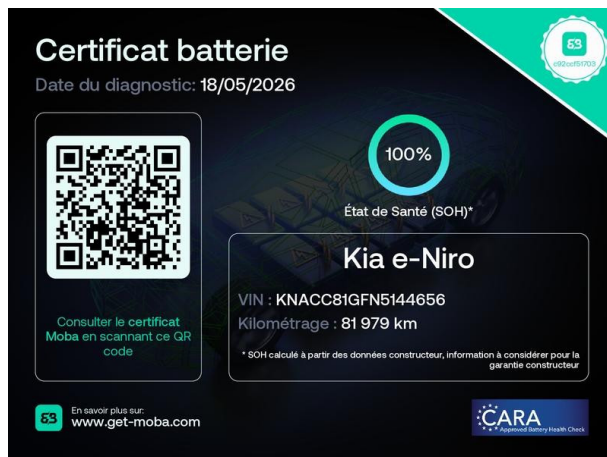 Certificat batterie
Date du diagnostic: 18/05/2026
c92ccf51703
100%
État de Santé (SOH)*
Kia e-Niro
VIN : KNACC81GFN5144656
Kilométrage : 81 979 km
* SOH calculé à partir des données constructeur, information à considérer pour la
garantie constructeur
Consulter le certificat
Moba en scannant ce QR
code
En savoir plus sur:
www.get-moba.com
CARA
Approved Battery Health Check